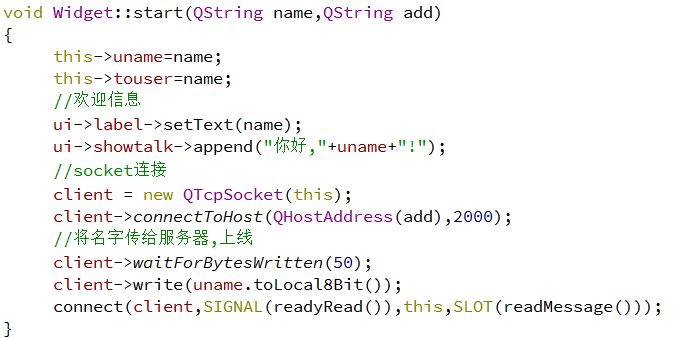 void Widget::start(QString name,QString add)
{
this->uname=name;
this->touser=name;
//欢迎信息
ui->label->setText(name);
ui->showtalk->append("你好,"+uname+"!");
//socket连接
client = new QTcpSocket(this);
client->connectToHost(QHostAddress(add),2000);
//将名字传给服务器,上线
client->waitForBytesWritten(50);
client->write(uname.toLocal8Bit());
connect(client,SIGNAL(readyRead()),this,SLOT(readMessage()));
}